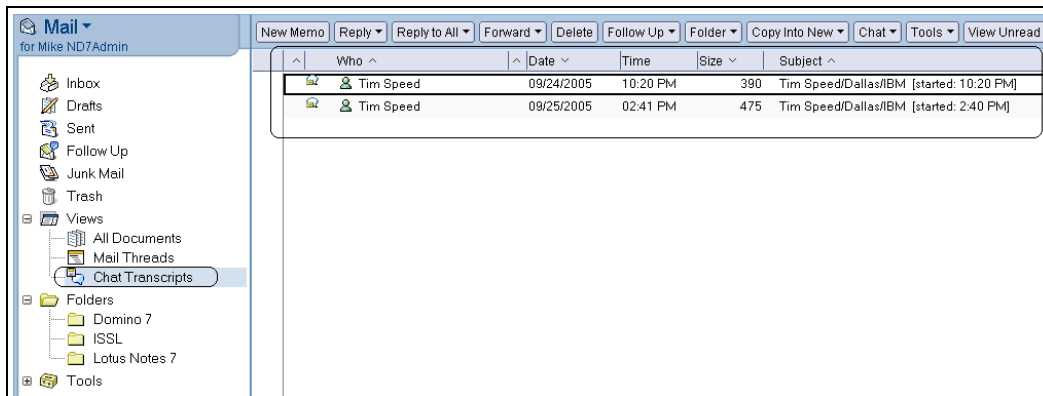 Mail
for Mike ND7Admin
New Memo Reply Reply to All Forward Delete Follow Up Folder Copy Into New Chat Tools View Unread
Inbox
Drafts
Sent
Follow Up
Junk Mail
Trash
Views
All Documents
Mail Threads
Chat Transcripts
Folders
Domino 7
ISSL
Lotus Notes 7
Tools
Who Date Time Size Subject
Tim Speed 09/24/2005 10:20 PM 390 Tim Speed/Dallas/IBM [started: 10:20 PM]
Tim Speed 09/25/2005 02:41 PM 475 Tim Speed/Dallas/IBM [started: 2:40 PM]